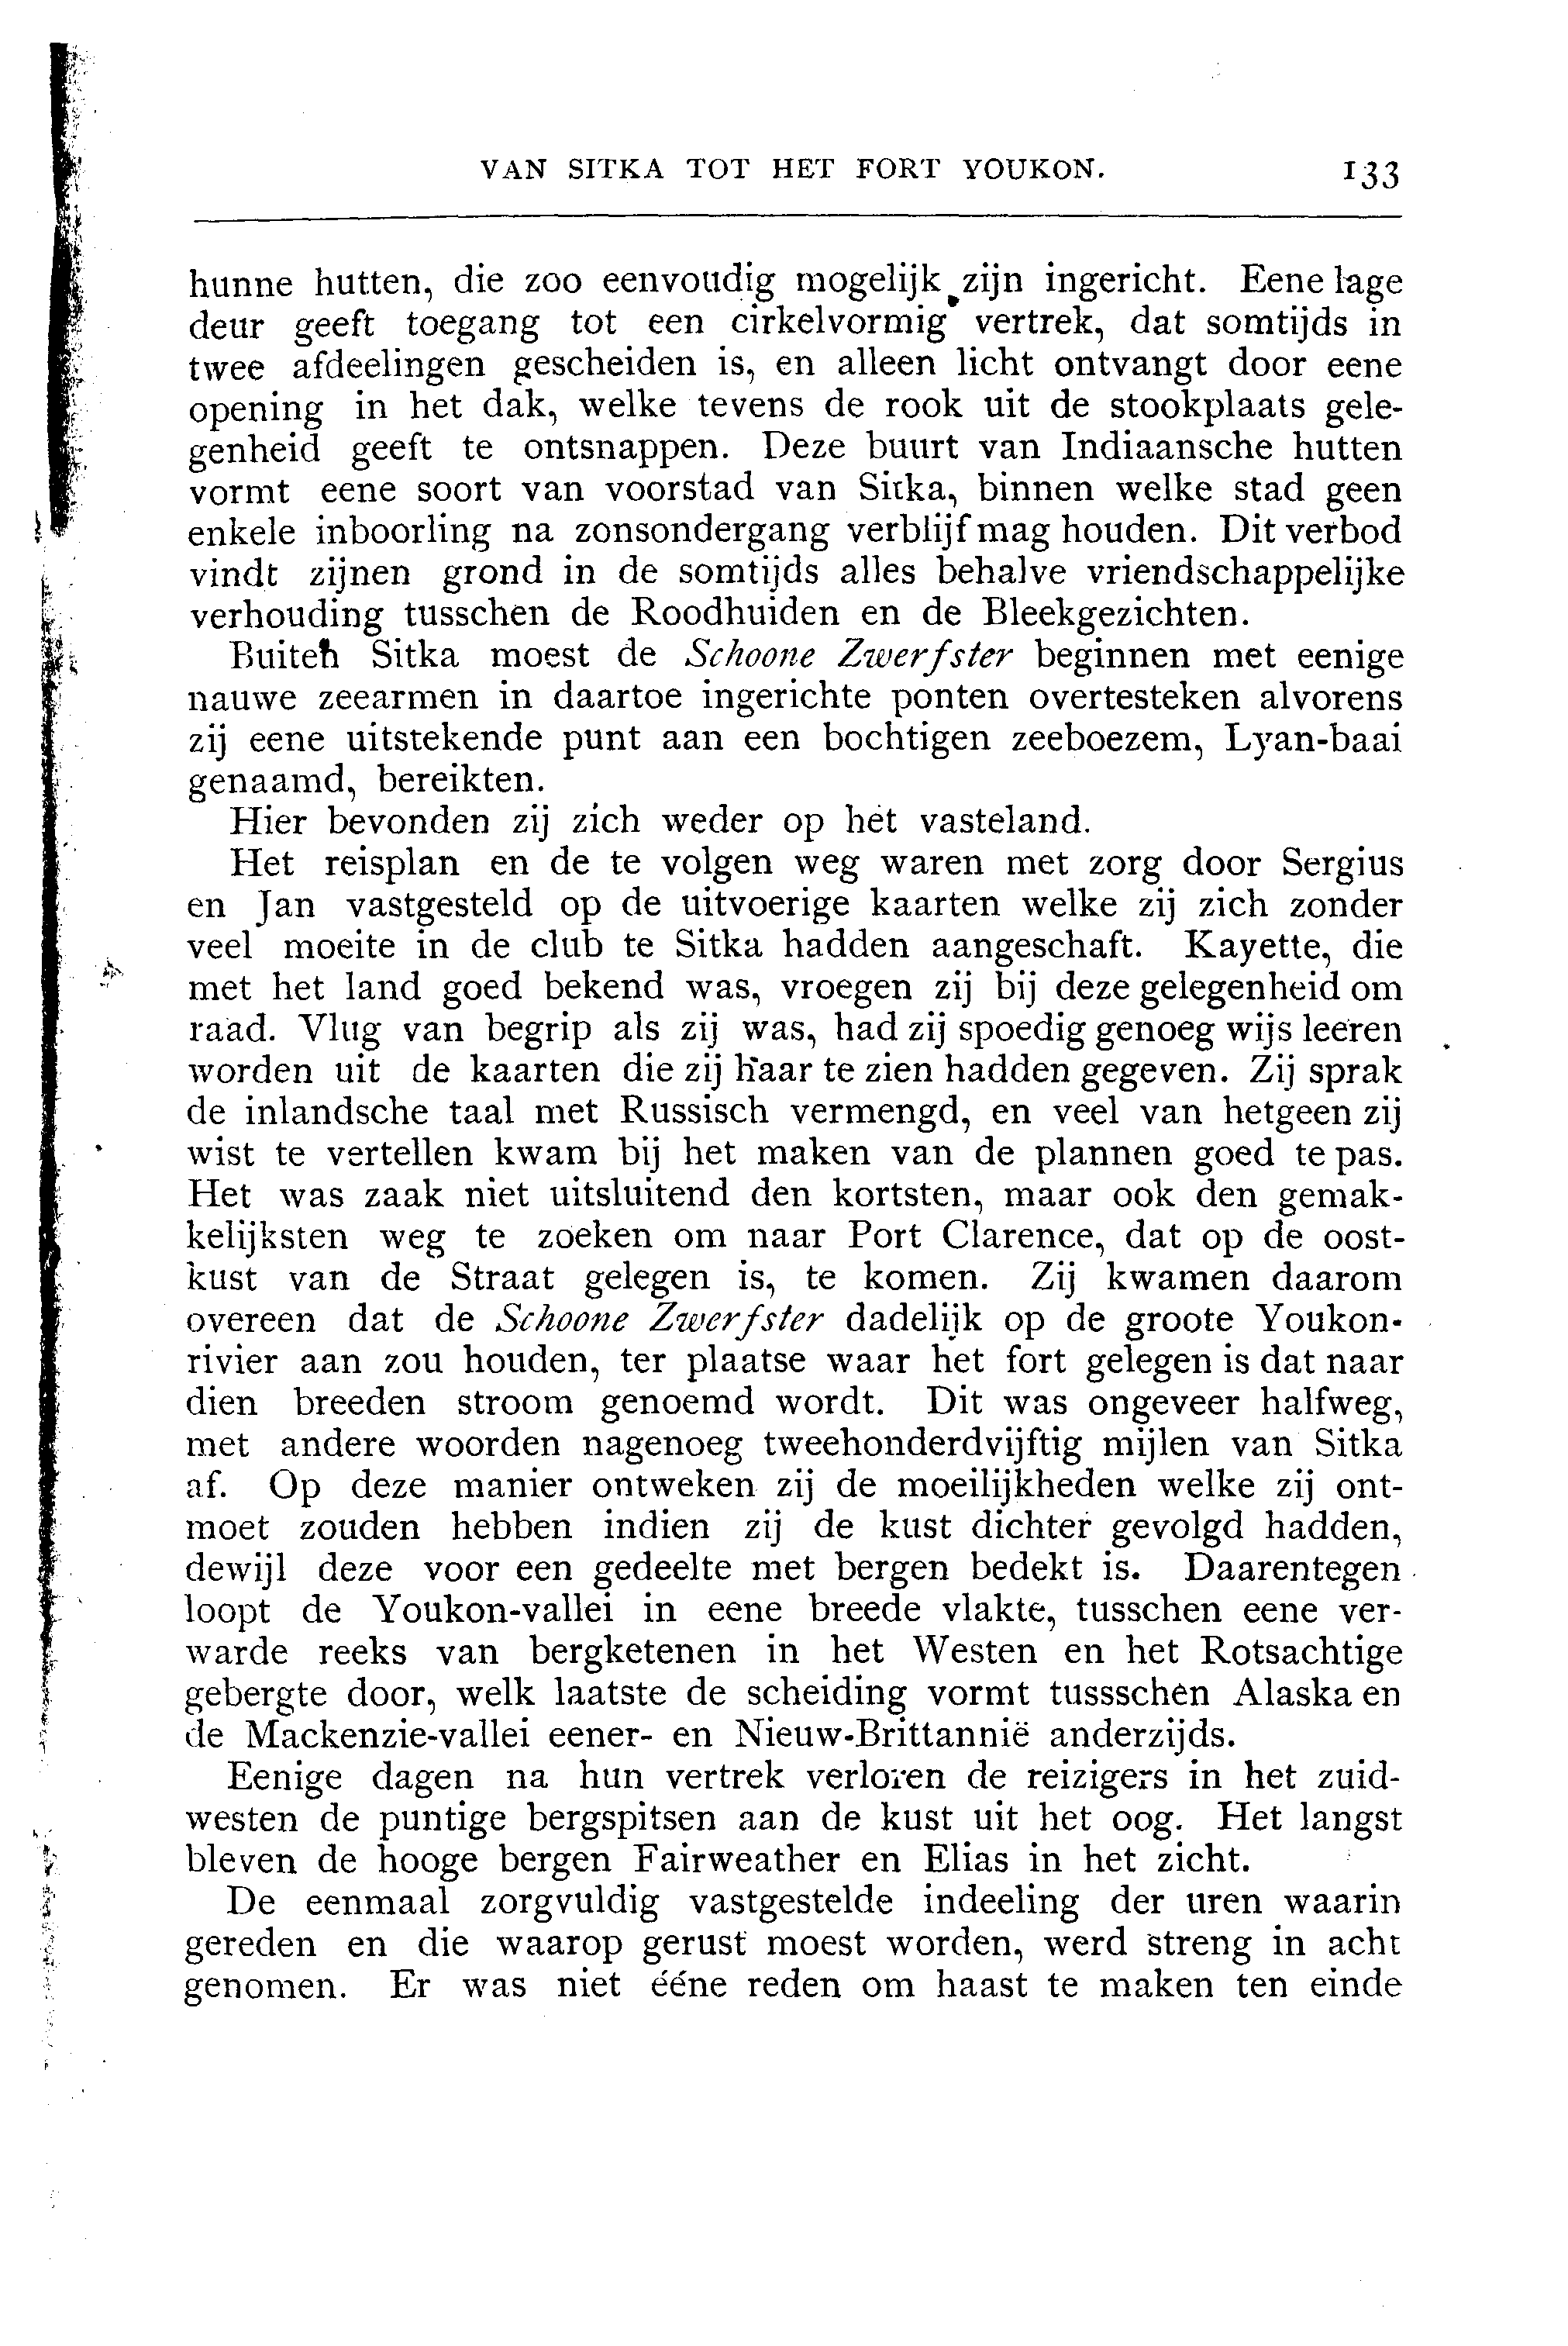 VAN SITKA TOT HET FORT YOUKON. 133
hunne hutten, die zoo eenvoudig mogelijk zijn ingericht. Eene lage
deur geeft toegang tot een cirkelvormig vertrek, dat somtijds in
twee afdeelingen gescheiden is, en alleen licht ontvangt door eene
opening in het dak, welke tevens de rook uit de stookplaats gele-
genheid geeft te ontsnappen. Deze buurt van Indiaansche hutten
vormt eene soort van voorstad van Sitka, binnen welke stad geen
enkele inboorling na zonsondergang verblijf mag houden. Dit verbod
vindt zijnen grond in de somtijds alles behalve vriendschappelijke
verhouding tusschen de Roodhuiden en de Bleekgezichten.
Buiten Sitka moest de Schoone Zwerfster beginnen met eenige
nauwe zeearmen in daartoe ingerichte ponten overtesteken alvorens
zij eene uitstekende punt aan een bochtigen zeeboezem, Lyan-baai
genaamd, bereikten.
Hier bevonden zij zich weder op het vasteland.
Het reisplan en de te volgen weg waren met zorg door Sergius
en Jan vastgesteld op de uitvoerige kaarten welke zij zich zonder
veel moeite in de club te Sitka hadden aangeschaft. Kayette, die
met het land goed bekend was, vroegen zij bij deze gelegenheid om
raad. Vlug van begrip als zij was, had zij spoedig genoeg wijs leeren
worden uit de kaarten die zij haar te zien hadden gegeven. Zij sprak
de inlandsche taal met Russisch vermengd, en veel van hetgeen zij
wist te vertellen kwam bij het maken van de plannen goed te pas.
Het was zaak niet uitsluitend den kortsten, maar ook den gemak-
kelijksten weg te zoeken om naar Port Clarence, dat op de oost-
kust van de Straat gelegen is, te komen. Zij kwamen daarom
overeen dat de Schoone Zwerfster dadelijk op de groote Youkon-
rivier aan zou houden, ter plaatse waar het fort gelegen is dat naar
dien breeden stroom genoemd wordt. Dit was ongeveer halfweg,
met andere woorden nagenoeg tweehonderdvijftig mijlen van Sitka
af. Op deze manier ontweken zij de moeilijkheden welke zij ont-
moet zouden hebben indien zij de kust dichter gevolgd hadden,
dewijl deze voor een gedeelte met bergen bedekt is. Daarentegen
loopt de Youkon-vallei in eene breede vlakte, tusschen eene ver-
warde reeks van bergketenen in het Westen en het Rotsachtige
gebergte door, welk laatste de scheiding vormt tussschen Alaska en
de Mackenzie-vallei eener- en Nieuw-Brittannië anderzijds.
Eenige dagen na hun vertrek verloren de reizigers in het zuid-
westen de puntige bergspitsen aan de kust uit het oog. Het langst
bleven de hooge bergen Fairweather en Elias in het zicht.
De eenmaal zorgvuldig vastgestelde indeeling der uren waarin
gereden en die waarop gerust moest worden, werd streng in acht
genomen. Er was niet ééne reden om haast te maken ten einde